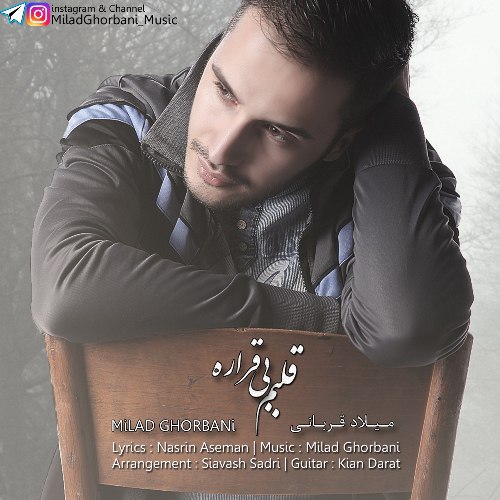 instagram & Channel
MiladGhorbani_Music
قلبم بی قراره
MiLAD GHORBANi میلاد قربانی
Lyrics : Nasrin Aseman | Music : Milad Ghorbani
Arrangement : Siavash Sadri | Guitar : Kian Darat